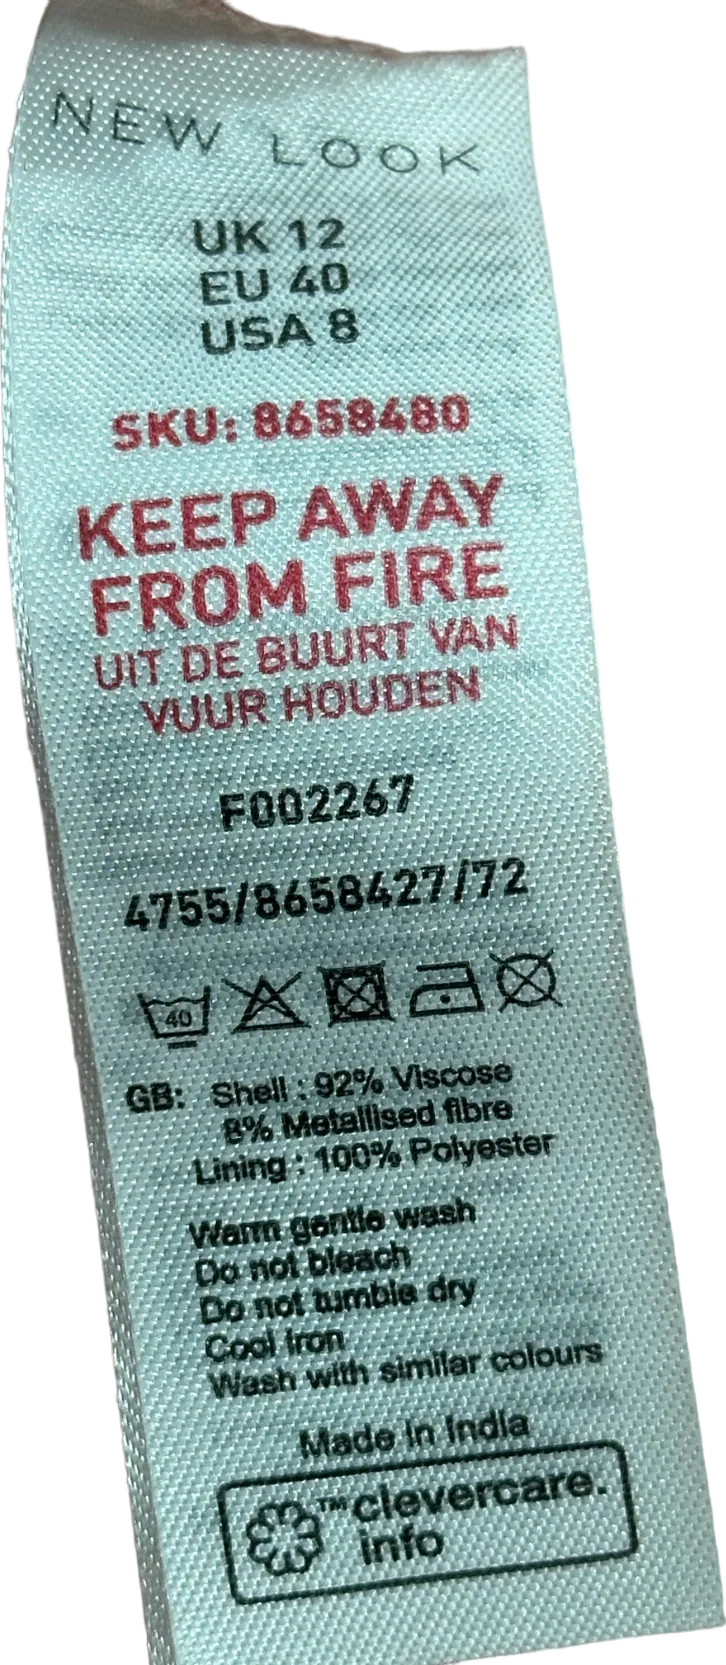 NEW LOOK
UK 12
EU 40
USA 8
SKU: 8658480
KEEP AWAY
FROM FIRE
UIT DE BUURT VAN
VUUR HOUDEN
F002267
4755/8658427/72
40
GB: Shell : 92% Viscose
8% Metallised fibre
Lining : 100% Polyester
Warm gentle wash
Do not bleach
Do not tumble dry
Cool Iron
Wash with similar colours
Made in India
™clevercare.
info